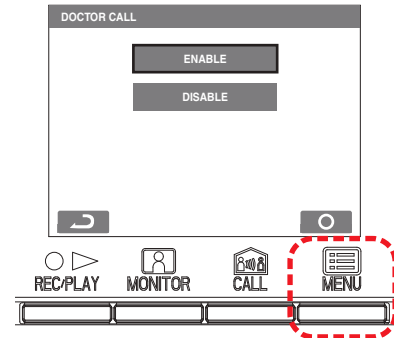 DOCTOR CALL
ENABLE
DISABLE
REC/PLAY MONITOR CALL MENU